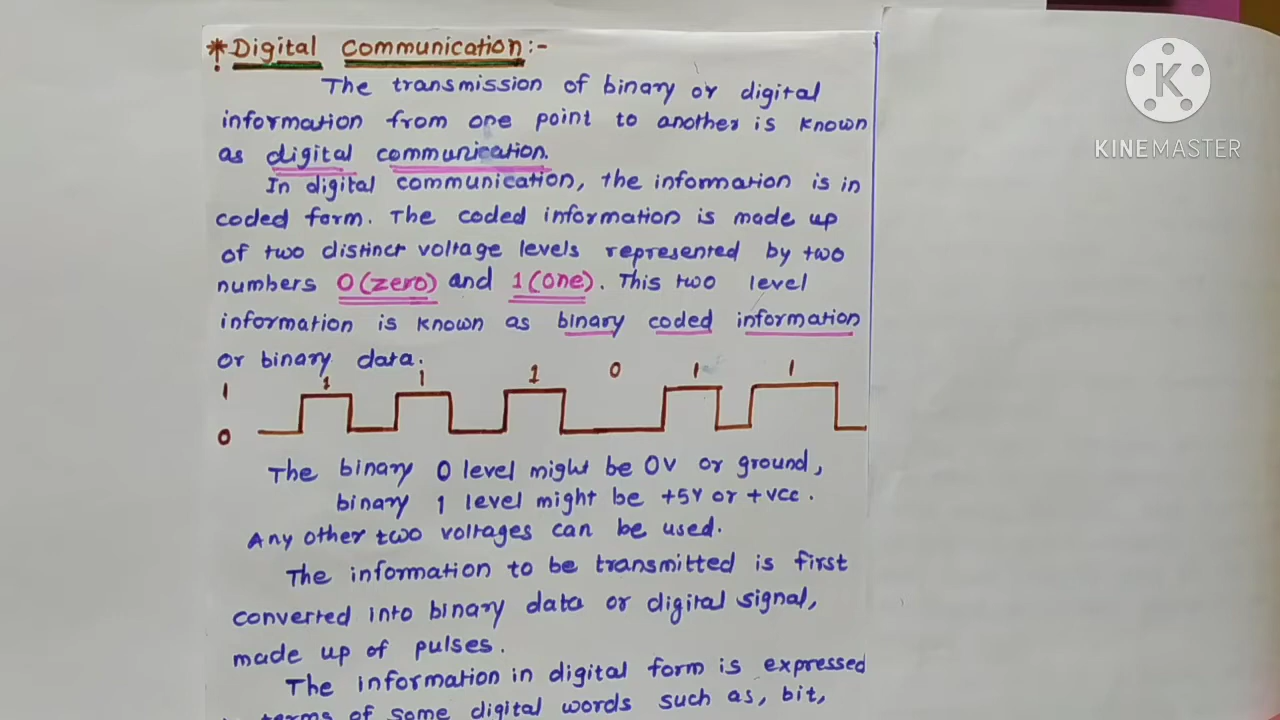 * Digital Communication:-
The transmission of binary or digital
information from one point to another is known
as digital communication.
In digital communication, the information is in
coded form. The coded information is made up
of two distinct voltage levels represented by two
numbers 0 (zero) and 1 (one). This two level
information is known as binary coded information
or binary data.
1 1 1 0 1 1
1
0
The binary 0 level might be 0V or ground,
binary 1 level might be +5V or +VCC.
Any other two voltages can be used.
The information to be transmitted is first
converted into binary data or digital signal,
made up of pulses.
The information in digital form is expressed
terms of some digital words such as, bit,
K
KINEMASTER